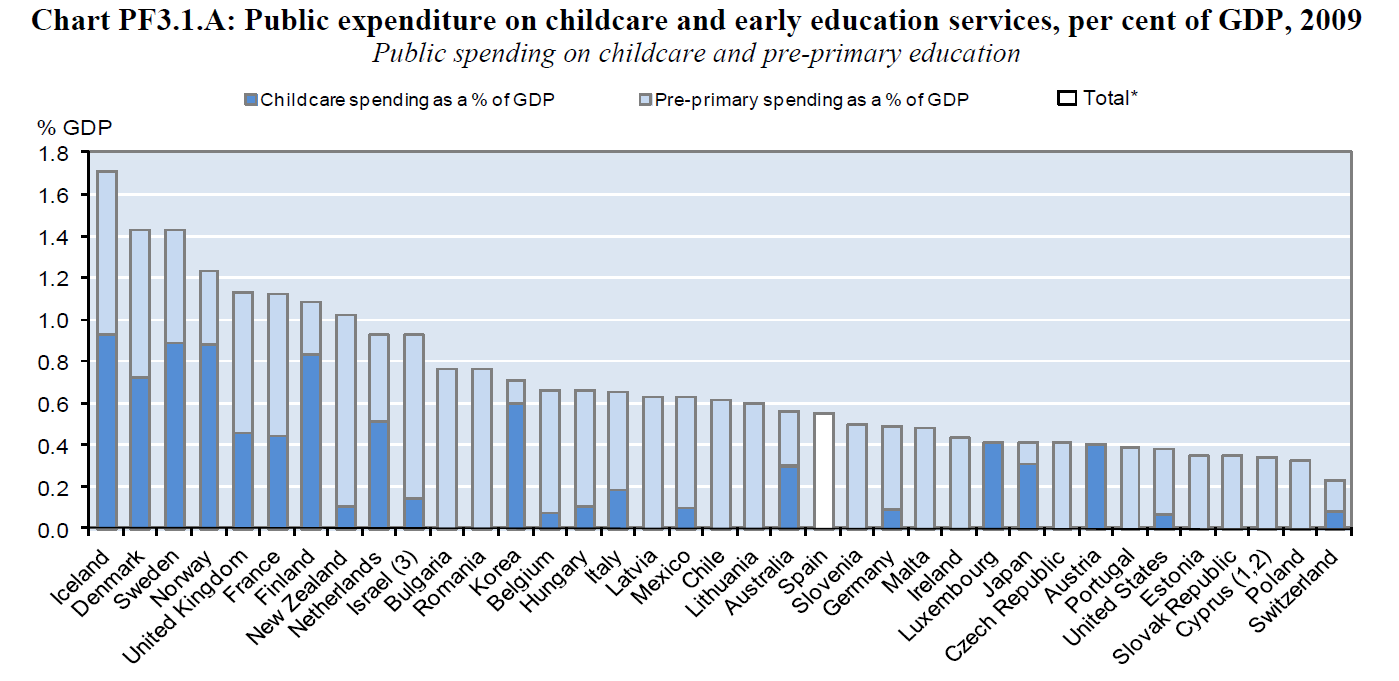 Chart PF3.1.A: Public expenditure on childcare and early education services, per cent of GDP, 2009
Public spending on childcare and pre-primary education
Childcare spending as a % of GDP
Pre-primary spending as a % of GDP
Total*
% GDP
1.8
1.6
1.4
1.2
1.0
0.8
0.6
0.4
0.2
0.0
Iceland
Denmark
Sweden
Norway
United Kingdom
France
Finland
New Zealand
Netherlands
Israel (3)
Bulgaria
Romania
Korea
Belgium
Hungary
Italy
Latvia
Mexico
Chile
Lithuania
Australia
Spain
Slovenia
Germany
Malta
Ireland
Luxembourg
Japan
Czech Republic
Austria
Portugal
United States
Estonia
Slovak Republic
Cyprus (1,2)
Poland
Switzerland